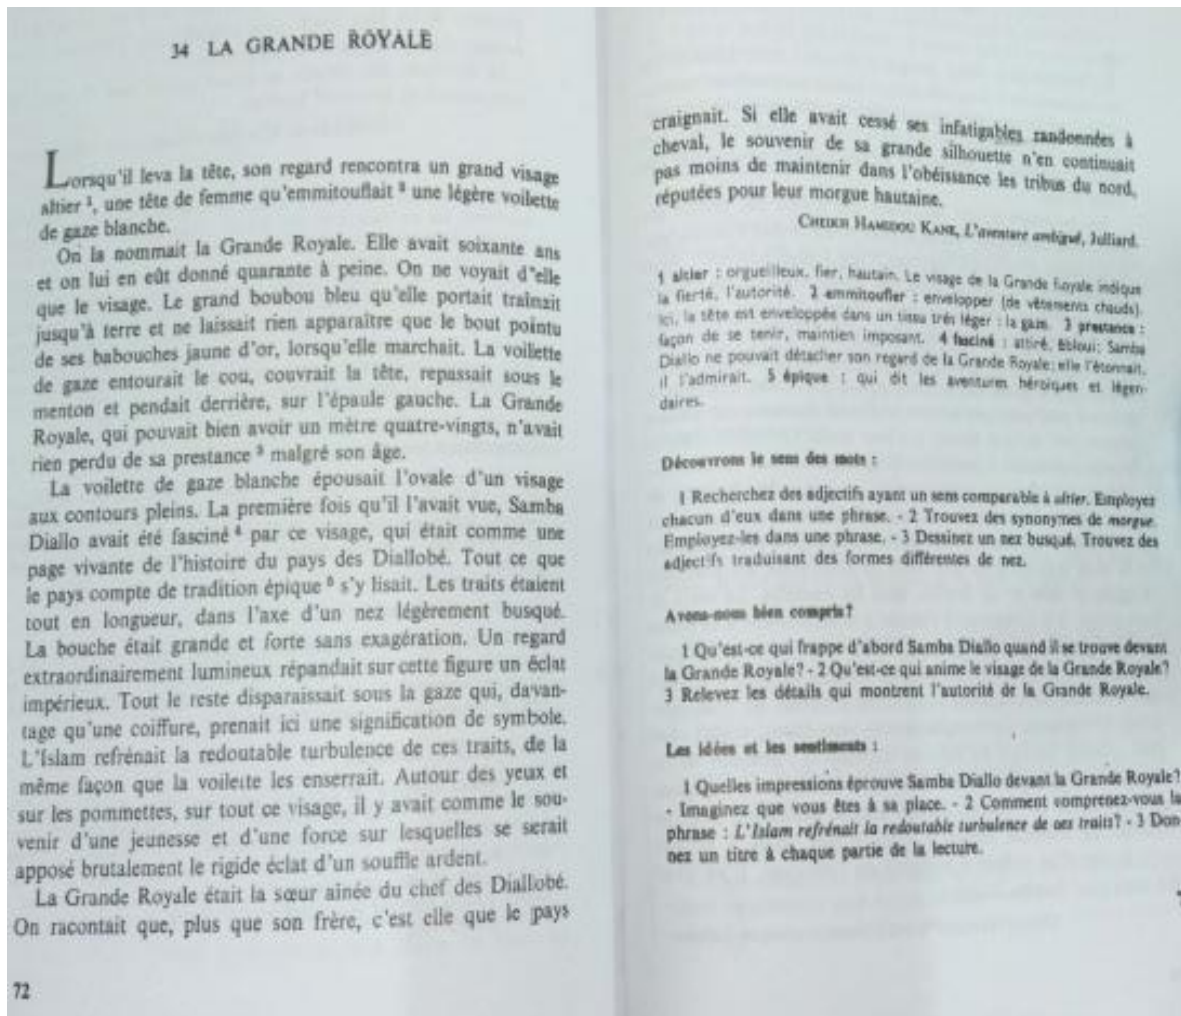 34 LA GRANDE ROYALE
Lorsqu'il leva la tête, son regard rencontra un grand visage
altier ¹, une tête de femme qu'emmitouflait ² une légère voilette
de gaze blanche.
On la nommait la Grande Royale. Elle avait soixante ans
et on lui en eût donné quarante à peine. On ne voyait d'elle
que le visage. Le grand boubou bleu qu'elle portait traînait
jusqu'à terre et ne laissait rien apparaître que le bout pointu
de ses babouches jaune d'or, lorsqu'elle marchait. La voilette
de gaze entourait le cou, couvrait la tête, repassait sous le
menton et pendait derrière, sur l'épaule gauche. La Grande
Royale, qui pouvait bien avoir un mètre quatre-vingts, n'avait
rien perdu de sa prestance ³ malgré son âge.
La voilette de gaze blanche épousait l'ovale d'un visage
aux contours pleins. La première fois qu'il l'avait vue, Samba
Diallo avait été fasciné ⁴ par ce visage, qui était comme une
page vivante de l'histoire du pays des Diallobé. Tout ce que
le pays compte de tradition épique ⁵ s'y lisait. Les traits étaient
tout en longueur, dans l'axe d'un nez légèrement busqué.
La bouche était grande et forte sans exagération. Un regard
extraordinairement lumineux répandait sur cette figure un éclat
impérieux. Tout le reste disparaissait sous la gaze qui, davan-
tage qu'une coiffure, prenait ici une signification de symbole.
L'Islam refrénait la redoutable turbulence de ces traits, de la
même façon que la voilette les enserrait. Autour des yeux et
sur les pommettes, sur tout ce visage, il y avait comme le sou-
venir d'une jeunesse et d'une force sur lesquelles se serait
apposé brutalement le rigide éclat d'un souffle ardent.
La Grande Royale était la sœur aînée du chef des Diallobé.
On racontait que, plus que son frère, c'est elle que le pays
72
craignait. Si elle avait cessé ses infatigables randonnées à
cheval, le souvenir de sa grande silhouette n'en continuait
pas moins de maintenir dans l'obéissance les tribus du nord,
réputées pour leur morgue hautaine.
CHEIKH HAMIDOU KANE, L'aventure ambiguë, Julliard.
1 altier : orgueilleux, fier, hautain. Le visage de la Grande Royale indique
la fierté, l'autorité. 2 emmitoufler : envelopper (de vêtements chauds).
Ici, la tête est enveloppée dans un tissu très léger : la gaze. 3 prestance :
façon de se tenir, maintien imposant. 4 fasciné : attiré, ébloui; Samba
Diallo ne pouvait détacher son regard de la Grande Royale; elle l'étonnait,
il l'admirait. 5 épique : qui dit les aventures héroïques et légen-
daires.
Découvrons le sens des mots :
1 Recherchez des adjectifs ayant un sens comparable à altier. Employez
chacun d'eux dans une phrase. - 2 Trouvez des synonymes de morgue.
Employez-les dans une phrase. - 3 Dessinez un nez busqué. Trouvez des
adjectifs traduisant des formes différentes de nez.
Avons-nous bien compris?
1 Qu'est-ce qui frappe d'abord Samba Diallo quand il se trouve devant
la Grande Royale? - 2 Qu'est-ce qui anime le visage de la Grande Royale?
3 Relevez les détails qui montrent l'autorité de la Grande Royale.
Les idées et les sentiments :
1 Quelles impressions éprouve Samba Diallo devant la Grande Royale?
- Imaginez que vous êtes à sa place. - 2 Comment comprenez-vous la
phrase : L'Islam refrénait la redoutable turbulence de ces traits? - 3 Don-
nez un titre à chaque partie de la lecture.